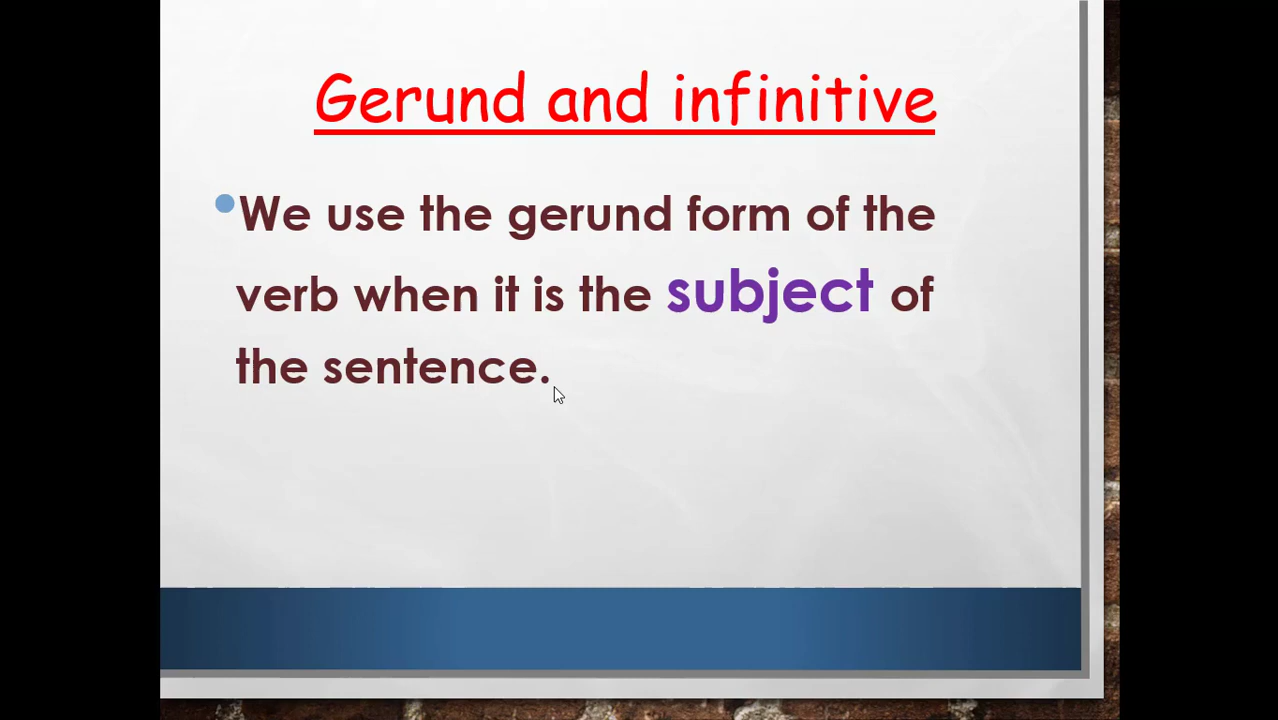 Gerund and infinitive
•We use the gerund form of the
verb when it is the subject of
the sentence.